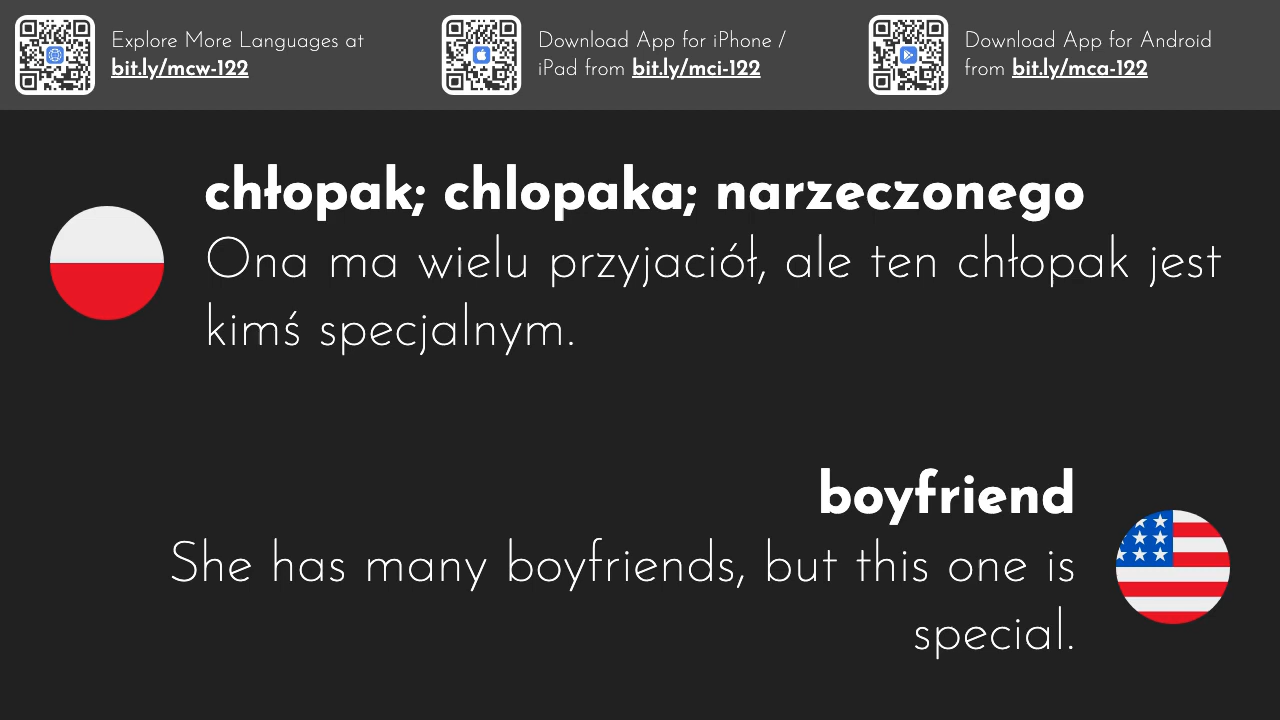 Explore More Languages at
bit.ly/mcw-122
Download App for iPhone /
iPad from bit.ly/mci-122
Download App for Android
from bit.ly/mca-122
chłopak; chlopaka; narzeczonego
Ona ma wielu przyjaciół, ale ten chłopak jest
kimś specjalnym.
boyfriend
She has many boyfriends, but this one is
special.